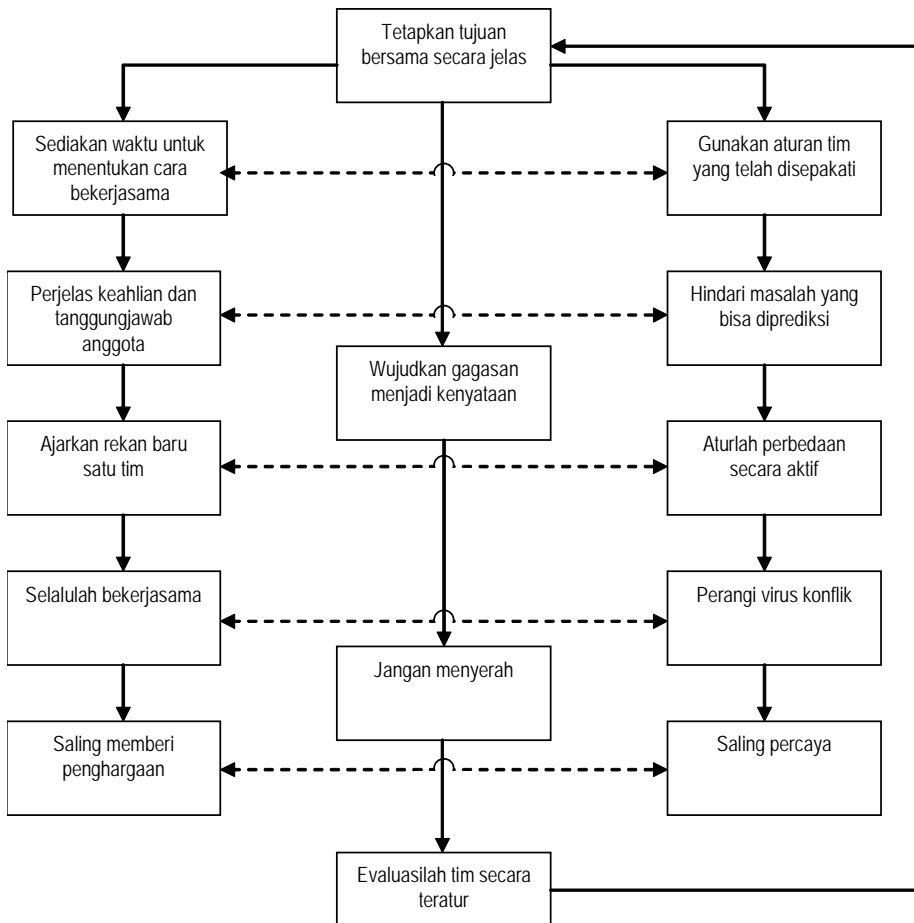 Tetapkan tujuan
bersama secara jelas
Sediakan waktu untuk
menentukan cara
bekerjasama
Gunakan aturan tim
yang telah disepakati
Perjelas keahlian dan
tanggungjawab
anggota
Hindari masalah yang
bisa diprediksi
Wujudkan gagasan
menjadi kenyataan
Ajarkan rekan baru
satu tim
Aturlah perbedaan
secara aktif
Selalulah bekerjasama
Perangi virus konflik
Jangan menyerah
Saling memberi
penghargaan
Saling percaya
Evaluasilah tim secara
teratur